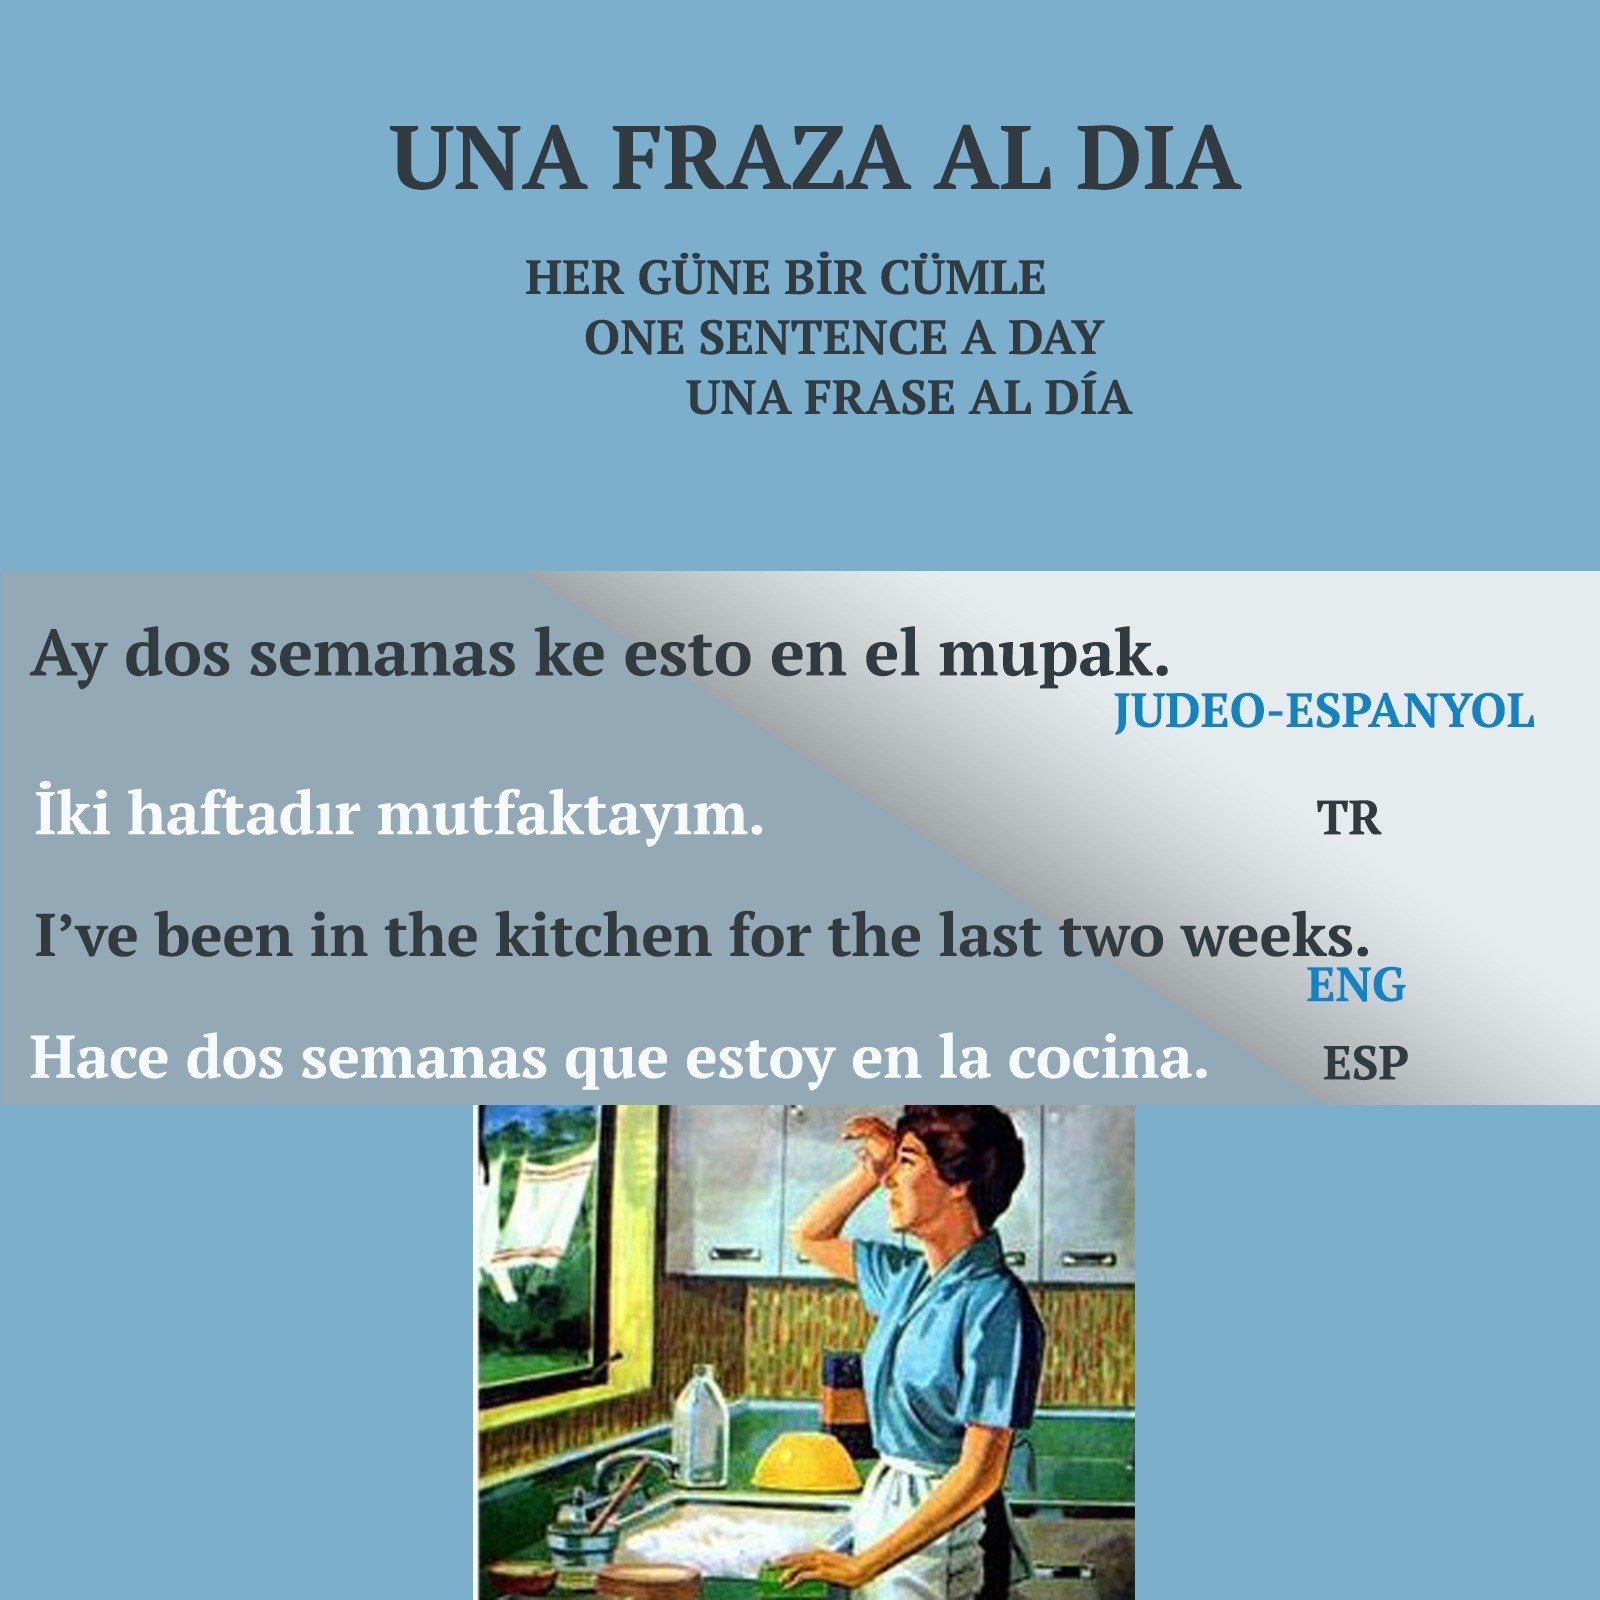 UNA FRAZA AL DIA
HER GÜNE BİR CÜMLE
ONE SENTENCE A DAY
UNA FRASE AL DÍA
Ay dos semanas ke esto en el mupak.
JUDEO-ESPANYOL
İki haftadır mutfaktayım.
TR
I’ve been in the kitchen for the last two weeks.
ENG
Hace dos semanas que estoy en la cocina.
ESP